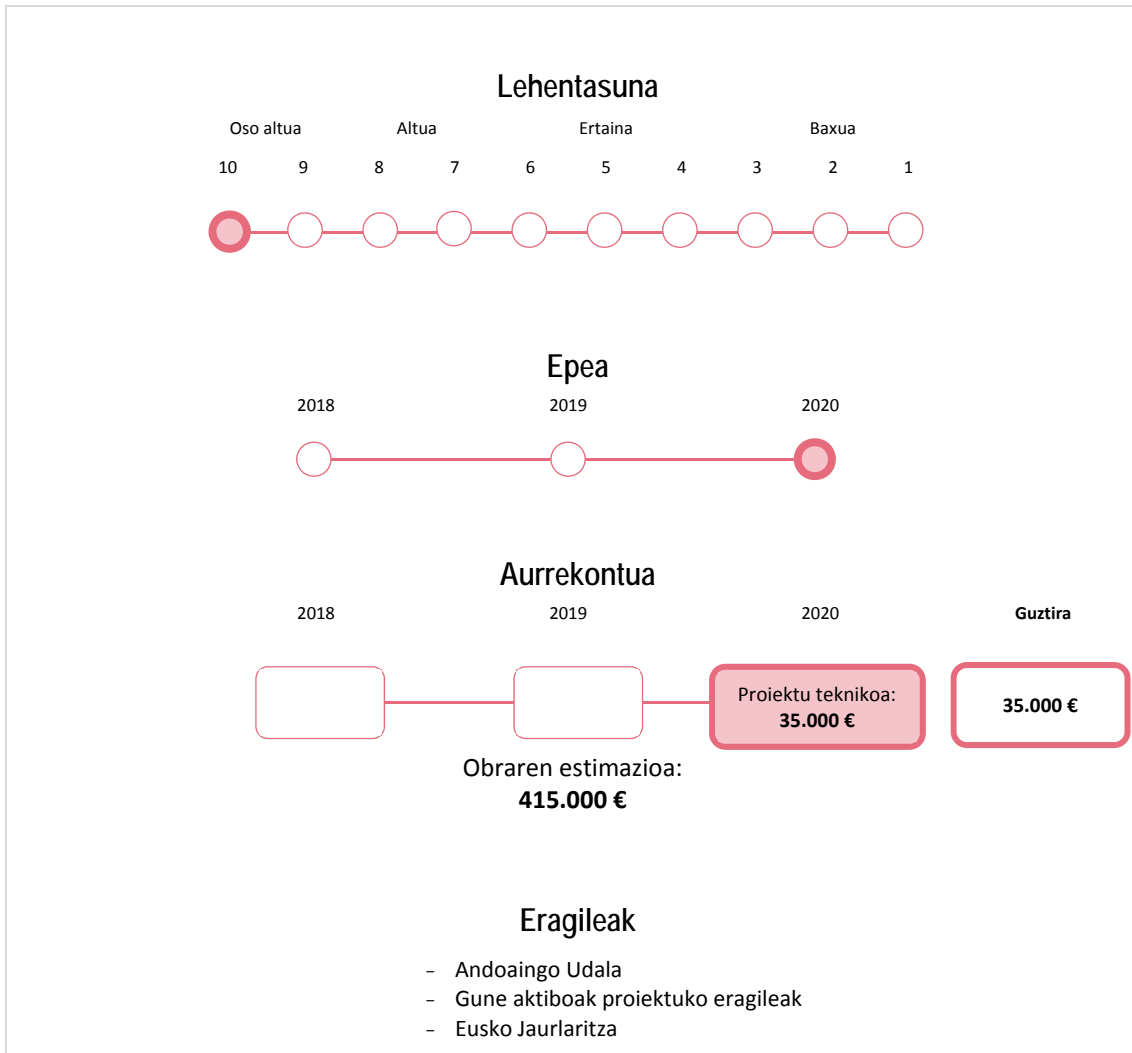 Lehentasuna
Oso altua Altua Ertaina Baxua
10 9 8 7 6 5 4 3 2 1
Epea
2018 2019 2020
Aurrekontua
2018 2019 2020 Guztira
Proiektu teknikoa:
35.000 €
35.000 €
Obraren estimazioa:
415.000 €
Eragileak
- Andoaingo Udala
- Gune aktiboak proiektuko eragileak
- Eusko Jaurlaritza